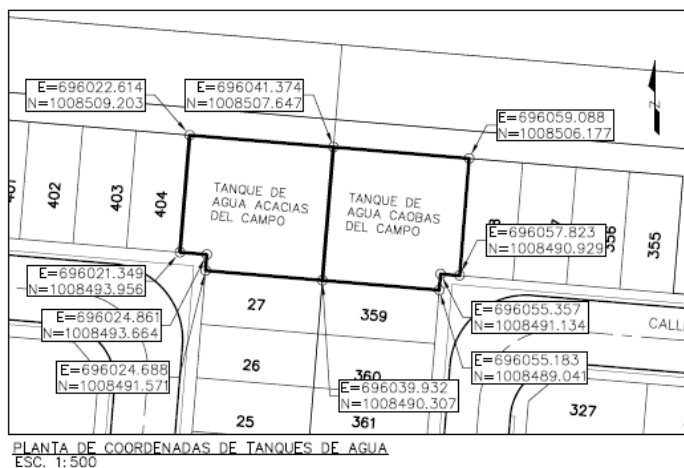 E=696022.614
N=1008509.203
E=696041.374
N=1008507.647
E=696059.088
N=1008506.177
N
402
403
404
TANQUE DE
AGUA ACACIAS
DEL CAMPO
TANQUE DE
AGUA CAOBAS
DEL CAMPO
356
355
E=696057.823
N=1008490.929
E=696021.349
N=1008493.956
E=696024.861
N=1008493.664
E=696024.688
N=1008491.571
27
359
E=696055.357
N=1008491.134
CALL
26
360
E=696055.183
N=1008489.041
E=696039.932
N=1008490.307
25
361
327
PLANTA DE COORDENADAS DE TANQUES DE AGUA
ESC. 1:500